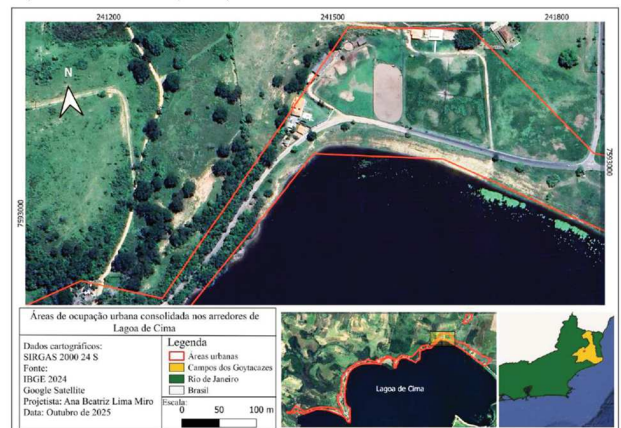 241200 241500 241800
N
7593000
7593000
Áreas de ocupação urbana consolidada nos arredores de
Lagoa de Cima
Dados cartográficos:
SIRGAS 2000 24 S
Fonte:
IBGE 2024
Google Satellite
Projetista: Ana Beatriz Lima Miro
Data: Outubro de 2025
Legenda
Áreas urbanas
Campos dos Goytacazes
Rio de Janeiro
Brasil
Escala:
0 50 100 m
Lagoa de Cima